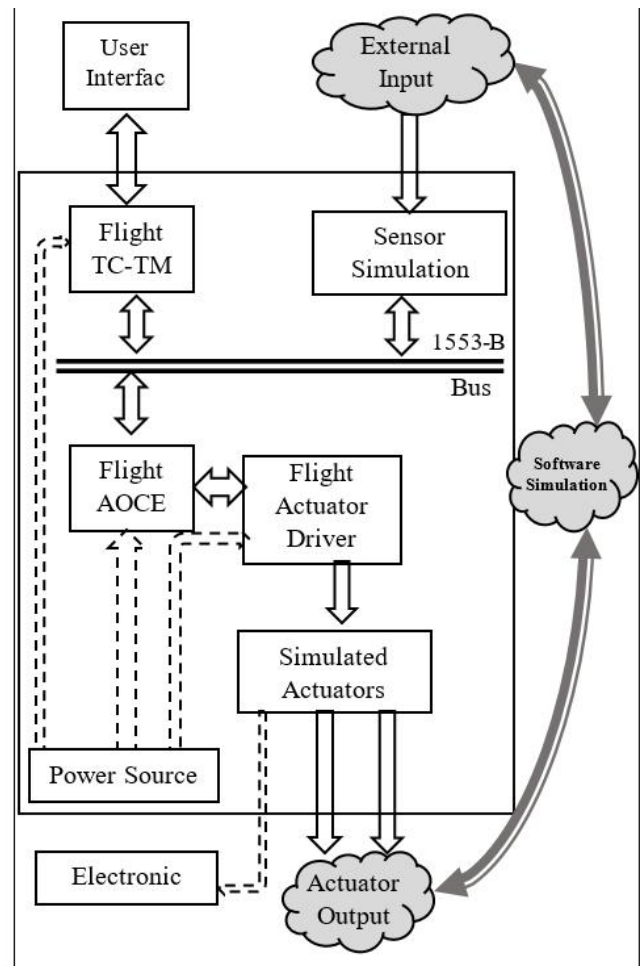 User
Interfac
External
Input
Flight
TC-TM
Sensor
Simulation
1553-B
Bus
Flight
AOCE
Flight
Actuator
Driver
Software
Simulation
Simulated
Actuators
Power Source
Electronic
Actuator
Output